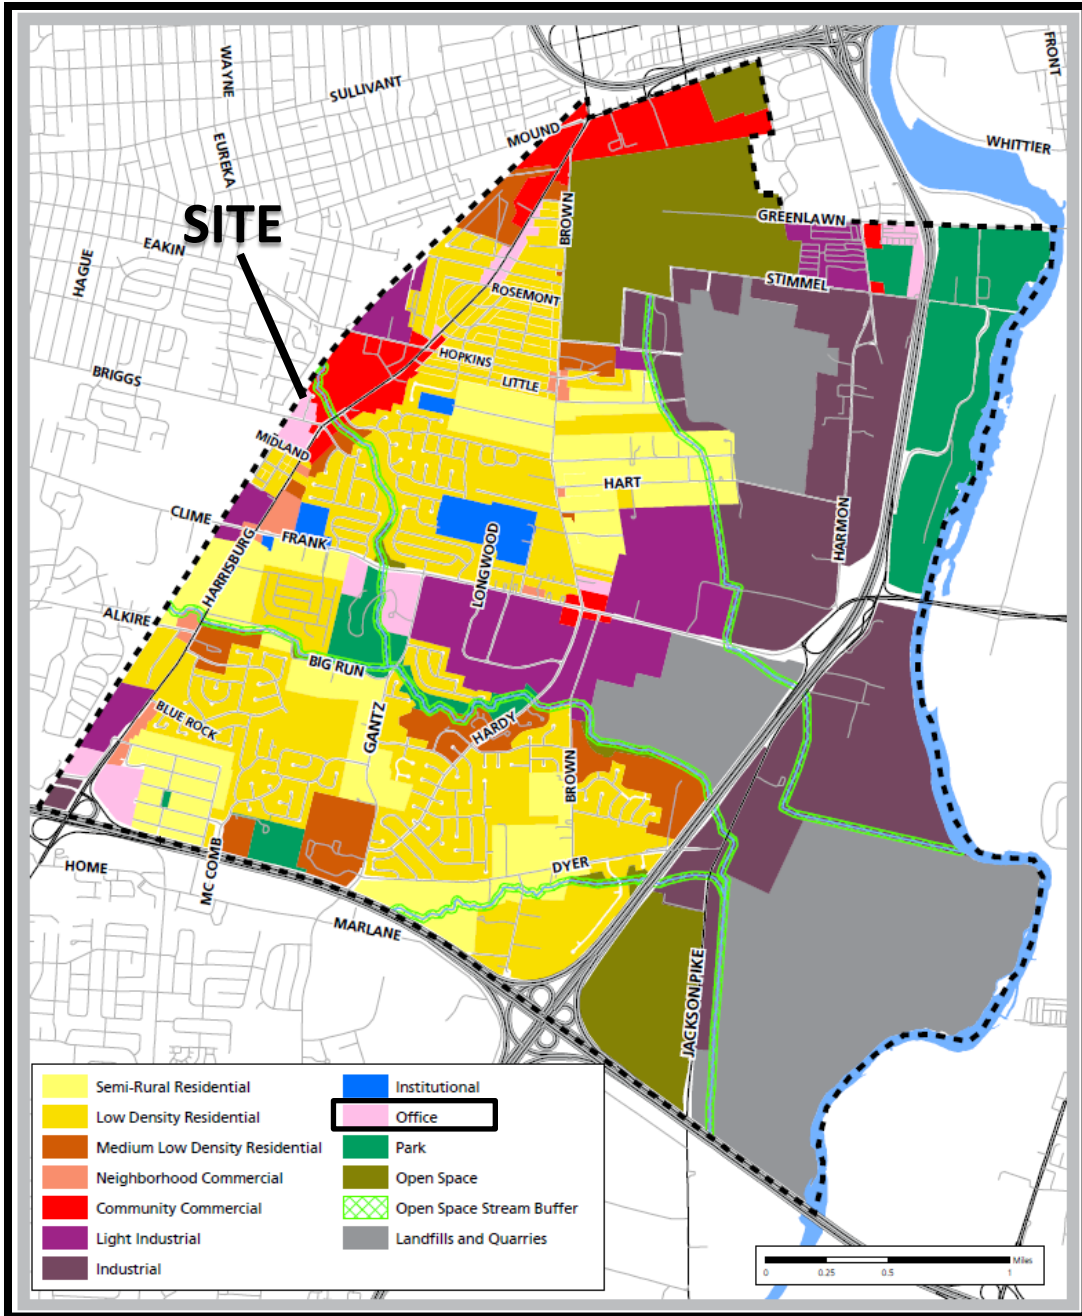 FRONT
WAYNE
SULLIVANT
MOUND
EUREKA
WHITTIER
SITE
BROWN
GREENLAWN
EAKIN
HAGUE
STIMMEL
ROSEMONT
HOPKINS
LITTLE
BRIGGS
MIDLAND
HART
CLIME
FRANK
LONGWOOD
HARMON
HARRISBURG
ALKIRE
BIG RUN
BLUE ROCK
GANTZ
HARDY
BROWN
DYER
HOME
MC COMB
MARLANE
JACKSON PIKE
Semi-Rural Residential
Low Density Residential
Medium Low Density Residential
Neighborhood Commercial
Community Commercial
Light Industrial
Industrial
Institutional
Office
Park
Open Space
Open Space Stream Buffer
Landfills and Quarries
Miles
0 0.25 0.5 1